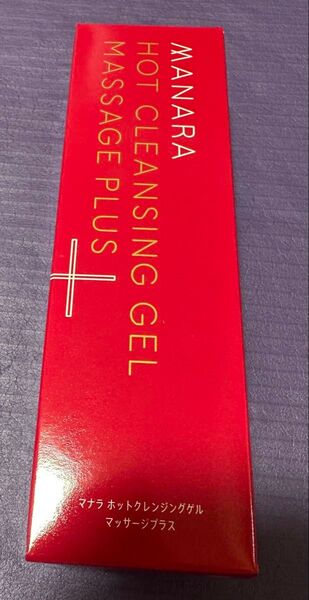 MANARA
HOT CLEANSING GEL
MASSAGE PLUS
マナラ ホットクレンジングゲル
マッサージプラス